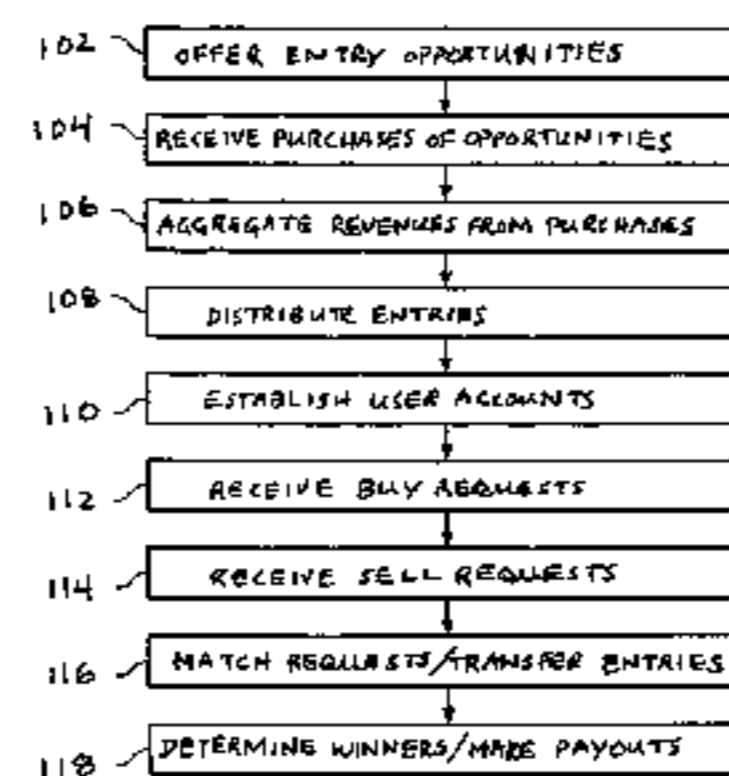 102 OFFER ENTRY OPPORTUNITIES
104 RECEIVE PURCHASES OF OPPORTUNITIES
106 AGGREGATE REVENUES FROM PURCHASES
108 DISTRIBUTE ENTRIES
110 ESTABLISH USER ACCOUNTS
112 RECEIVE BUY REQUESTS
114 RECEIVE SELL REQUESTS
116 MATCH REQUESTS/TRANSFER ENTRIES
118 DETERMINE WINNERS/MAKE PAYOUTS